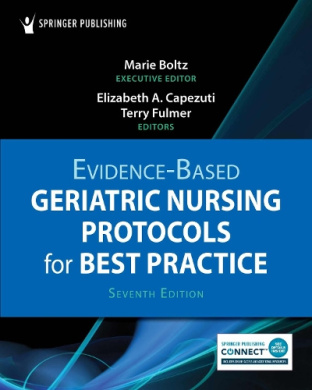 SPRINGER PUBLISHING
Marie Boltz
EXECUTIVE EDITOR
Elizabeth A. Capezuti
Terry Fulmer
EDITORS
EVIDENCE-BASED
GERIATRIC NURSING
PROTOCOLS
for BEST PRACTICE
SEVENTH EDITION
SPRINGER PUBLISHING
CONNECT